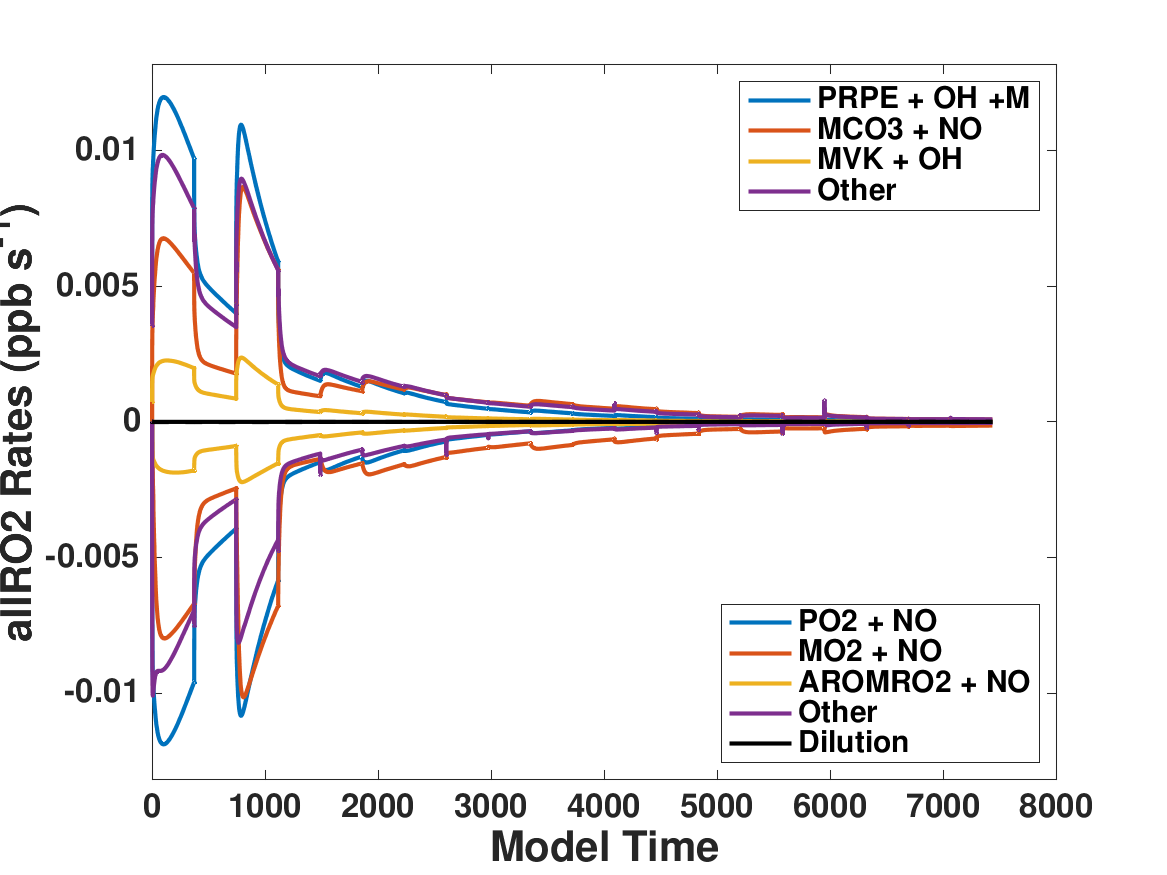 allRO2 Rates (ppb s⁻¹)
0.01
0.005
0
-0.005
-0.01
PRPE + OH +M
MCO3 + NO
MVK + OH
Other
PO2 + NO
MO2 + NO
AROMRO2 + NO
Other
Dilution
0 1000 2000 3000 4000 5000 6000 7000 8000
Model Time